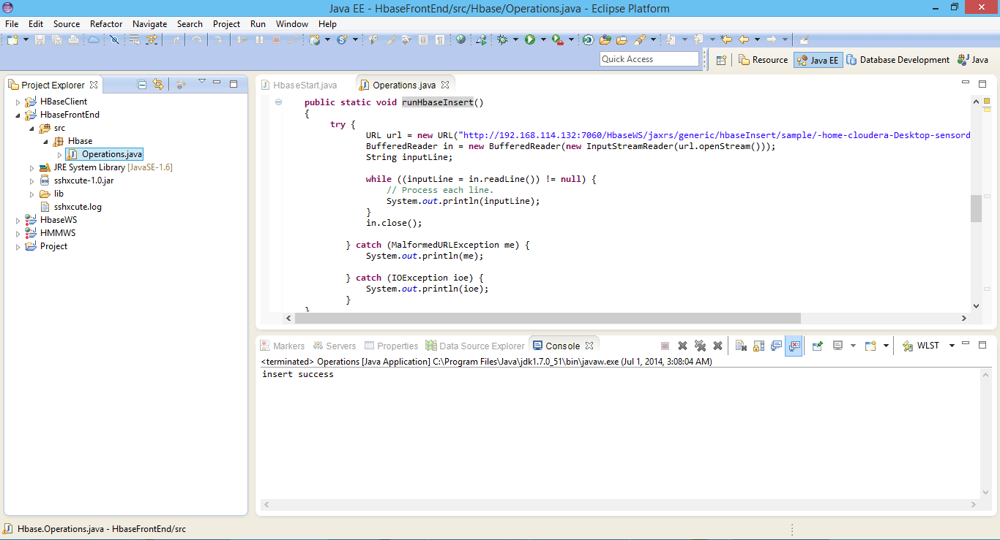 Java EE - HbaseFrontEnd/src/Hbase/Operations.java - Eclipse Platform
File Edit Source Refactor Navigate Search Project Run Window Help
Quick Access
Resource
Java EE
Database Development
Java
Project Explorer
HBaseClient
HbaseFrontEnd
src
Hbase
Operations.java
JRE System Library [JavaSE-1.6]
sshxcute-1.0.jar
lib
sshxcute.log
HbaseWS
HMMWS
Project
HbaseStart.java
Operations.java
public static void runHbaseInsert()
{
try {
URL url = new URL("http://192.168.114.132:7060/HbaseWS/jaxrs/generic/hbaseInsert/sample/-home-cloudera-Desktop-sensord
BufferedReader in = new BufferedReader(new InputStreamReader(url.openStream()));
String inputLine;
while ((inputLine = in.readLine()) != null) {
// Process each line.
System.out.println(inputLine);
}
in.close();
} catch (MalformedURLException me) {
System.out.println(me);
} catch (IOException ioe) {
System.out.println(ioe);
}
}
Markers
Servers
Properties
Data Source Explorer
Console
WLST
<terminated> Operations [Java Application] C:\Program Files\Java\jdk1.7.0_51\bin\javaw.exe (Jul 1, 2014, 3:08:04 AM)
insert success
Hbase.Operations.java - HbaseFrontEnd/src